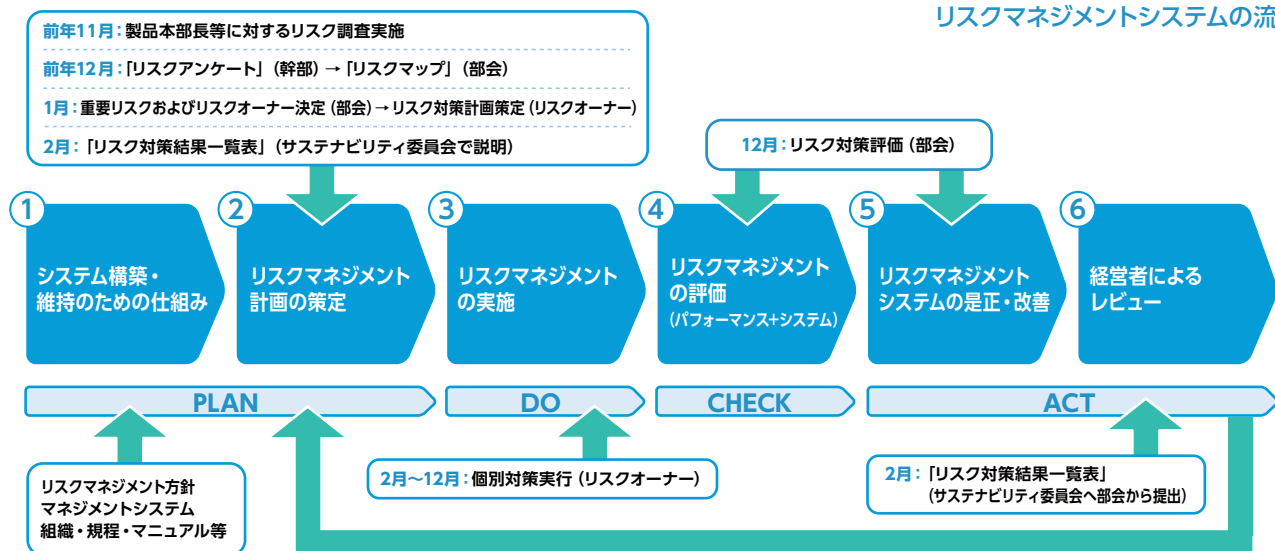 リスクマネジメントシステムの流
前年11月：製品本部長等に対するリスク調査実施
前年12月：「リスクアンケート」（幹部）→「リスクマップ」（部会）
1月：重要リスクおよびリスクオーナー決定（部会）→リスク対策計画策定（リスクオーナー）
2月：「リスク対策結果一覧表」（サステナビリティ委員会で説明）
12月：リスク対策評価（部会）
1
システム構築・
維持のための仕組み
2
リスクマネジメント
計画の策定
3
リスクマネジメント
の実施
4
リスクマネジメント
の評価
（パフォーマンス+システム）
5
リスクマネジメント
システムの是正・改善
6
経営者による
レビュー
PLAN
DO
CHECK
ACT
リスクマネジメント方針
マネジメントシステム
組織・規程・マニュアル等
2月～12月：個別対策実行（リスクオーナー）
2月：「リスク対策結果一覧表」
（サステナビリティ委員会へ部会から提出）